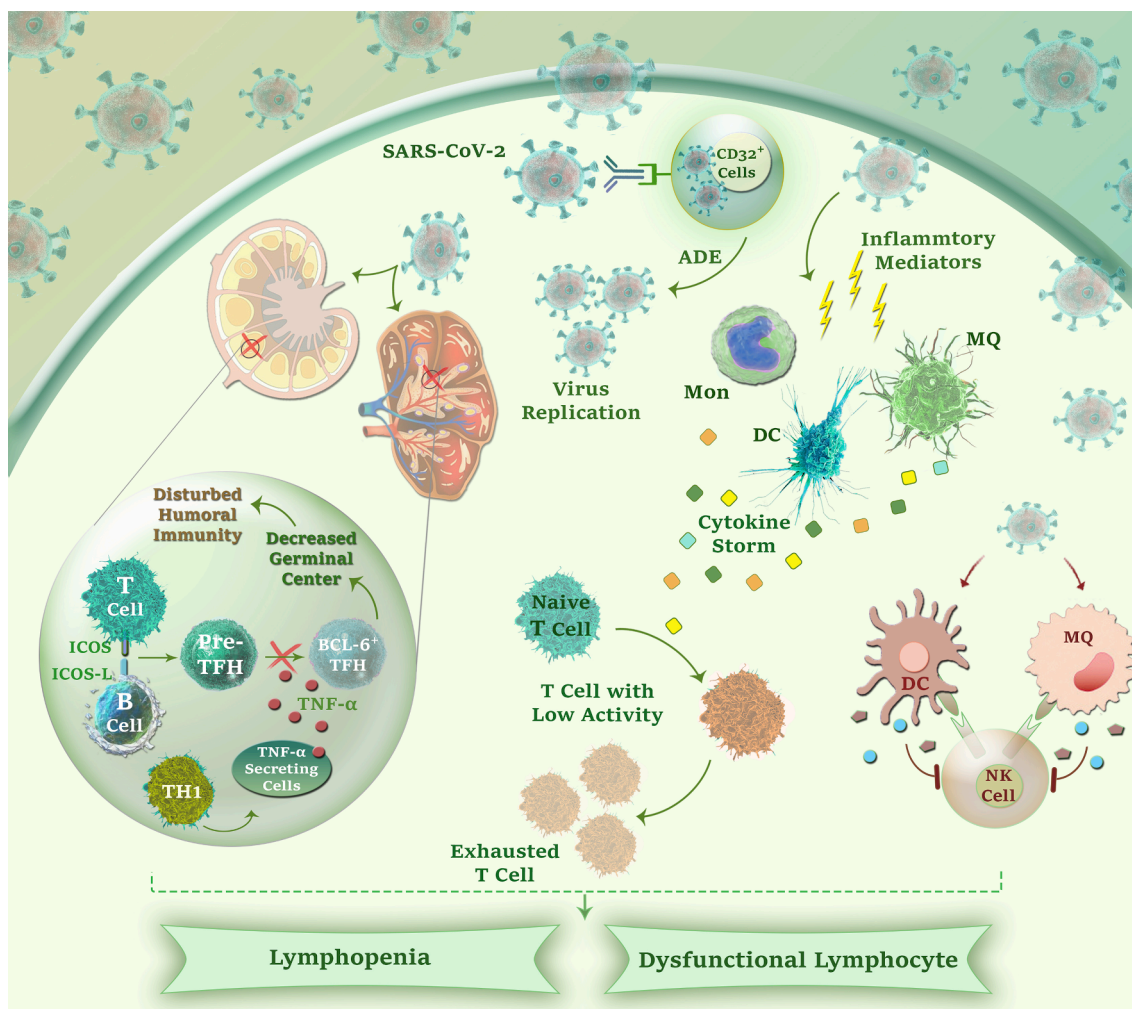 SARS-CoV-2
CD32⁺
Cells
ADE
Inflammtory
Mediators
Virus
Replication
Mon
MQ
DC
Cytokine
Storm
Disturbed
Humoral
Immunity
Decreased
Germinal
Center
T
Cell
ICOS
ICOS-L
B
Cell
Pre-
TFH
BCL-6⁺
TFH
TNF-α
TNF-α
Secreting
Cells
TH1
Naive
T Cell
T Cell with
Low Activity
Exhausted
T Cell
DC
MQ
NK
Cell
Lymphopenia
Dysfunctional Lymphocyte